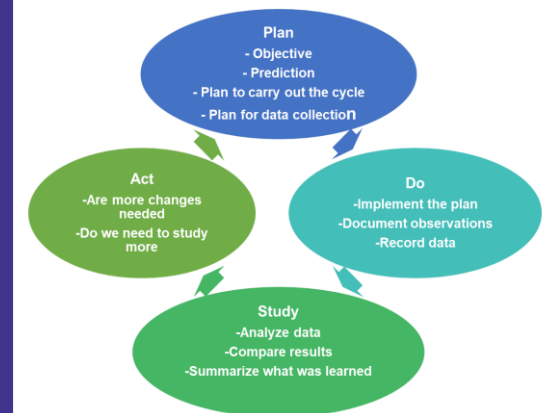 Plan
- Objective
- Prediction
- Plan to carry out the cycle
- Plan for data collection
Act
-Are more changes
needed
-Do we need to study
more
Do
-Implement the plan
-Document observations
-Record data
Study
-Analyze data
-Compare results
-Summarize what was learned